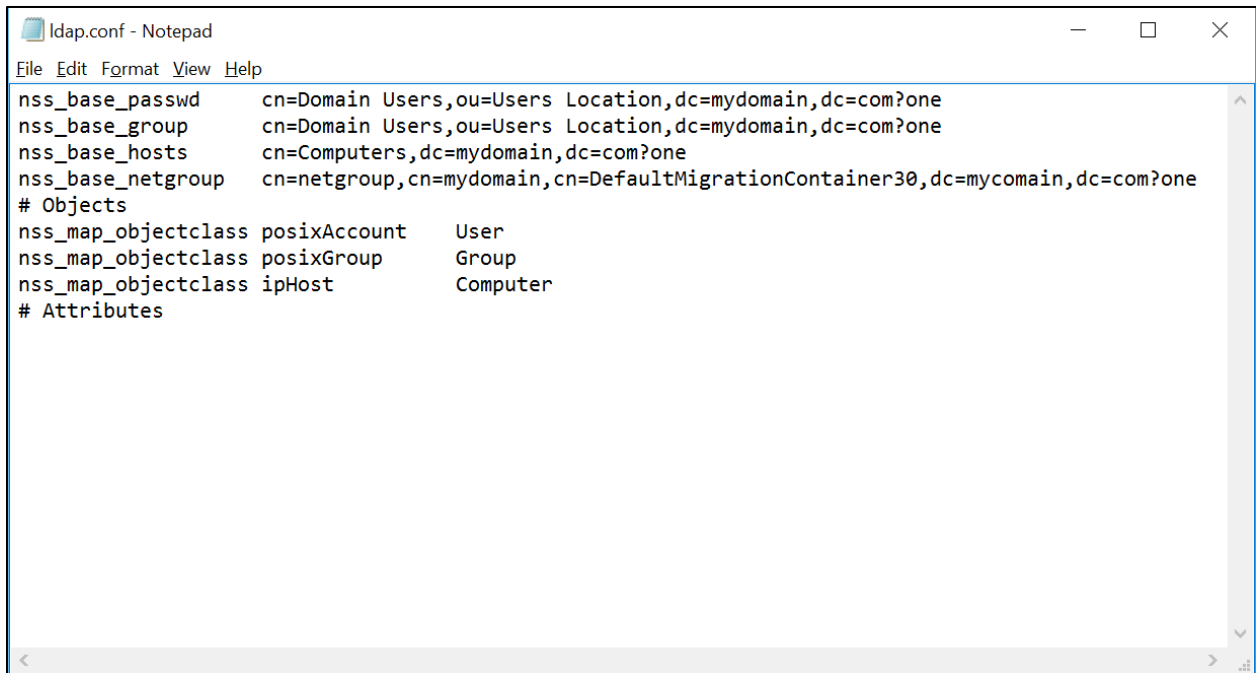 ldap.conf - Notepad
File Edit Format View Help
nss_base_passwd     cn=Domain Users,ou=Users Location,dc=mydomain,dc=com?one
nss_base_group      cn=Domain Users,ou=Users Location,dc=mydomain,dc=com?one
nss_base_hosts      cn=Computers,dc=mydomain,dc=com?one
nss_base_netgroup   cn=netgroup,cn=mydomain,cn=DefaultMigrationContainer30,dc=mycomain,dc=com?one
# Objects
nss_map_objectclass posixAccount    User
nss_map_objectclass posixGroup      Group
nss_map_objectclass ipHost          Computer
# Attributes